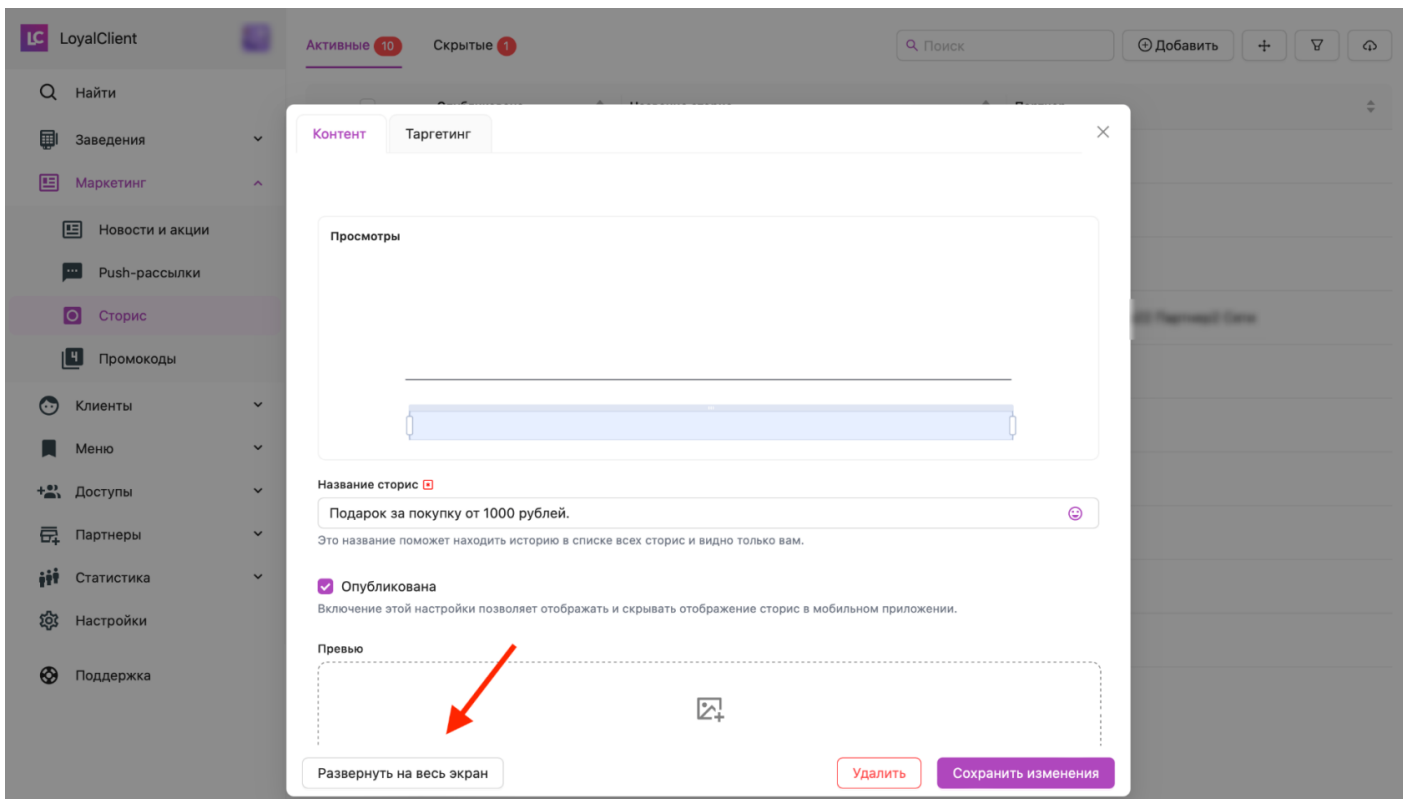 LC LoyalClient
Найти
Заведения
Маркетинг
Новости и акции
Push-рассылки
Сторис
4 Промокоды
Клиенты
Меню
Доступы
Партнеры
Статистика
Настройки
Поддержка
Активные 10 Скрытые 1 Поиск Добавить
Контент Таргетинг
Просмотры
Название сторис
Подарок за покупку от 1000 рублей.
Это название поможет находить историю в списке всех сторис и видно только вам.
Опубликована
Включение этой настройки позволяет отображать и скрывать отображение сторис в мобильном приложении.
Превью
Развернуть на весь экран Удалить Сохранить изменения